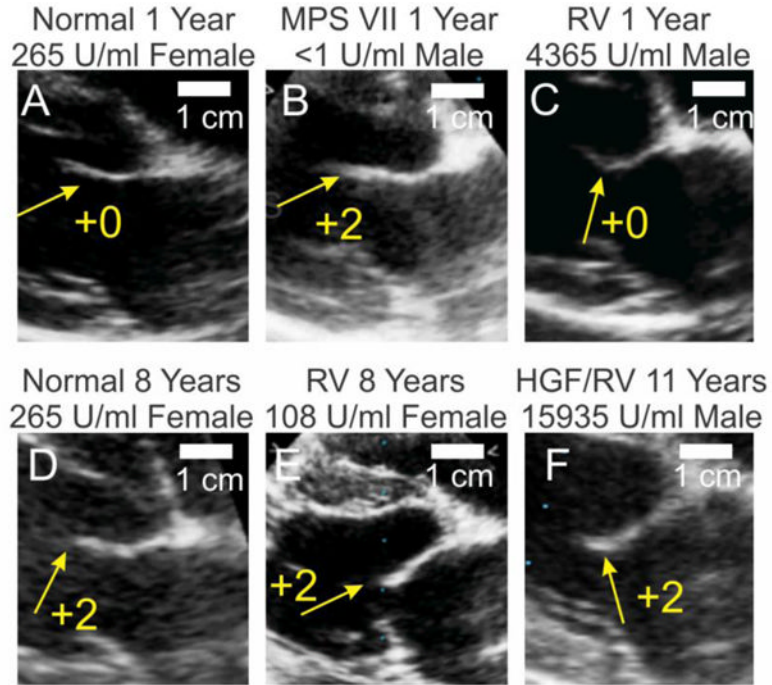 Normal 1 Year
265 U/ml Female
MPS VII 1 Year
<1 U/ml Male
RV 1 Year
4365 U/ml Male
A
1 cm
+0
B
1 cm
+2
C
1 cm
+0
Normal 8 Years
265 U/ml Female
RV 8 Years
108 U/ml Female
HGF/RV 11 Years
15935 U/ml Male
D
1 cm
+2
E
1 cm
+2
F
1 cm
+2